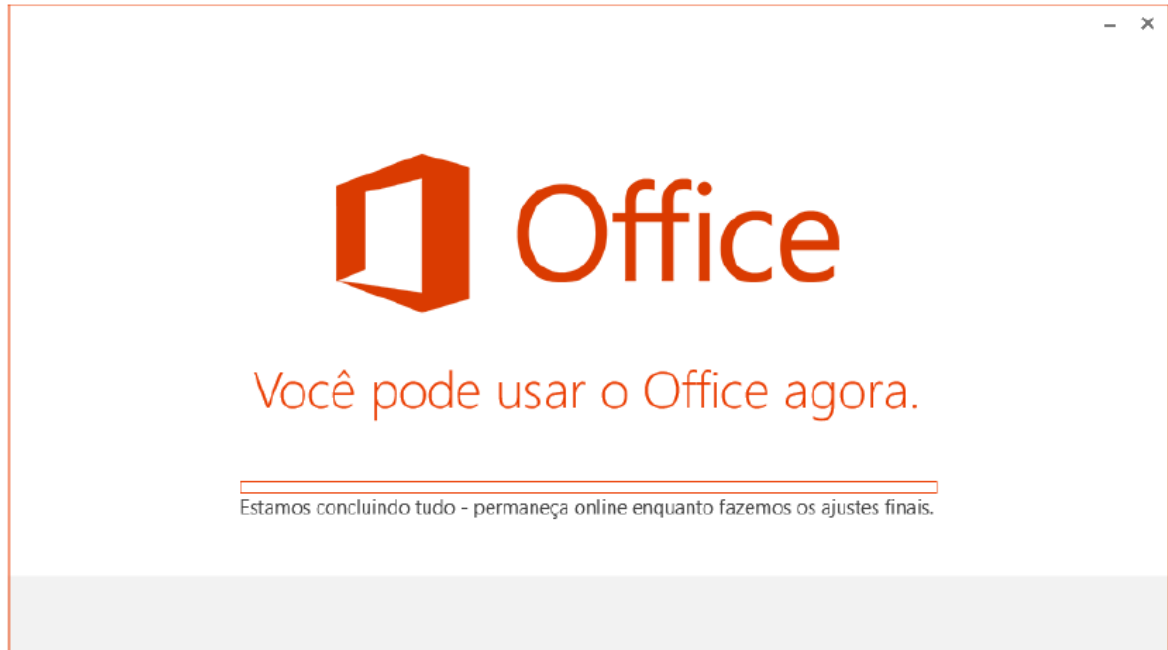 Office
Você pode usar o Office agora.
Estamos concluindo tudo - permaneça online enquanto fazemos os ajustes finais.